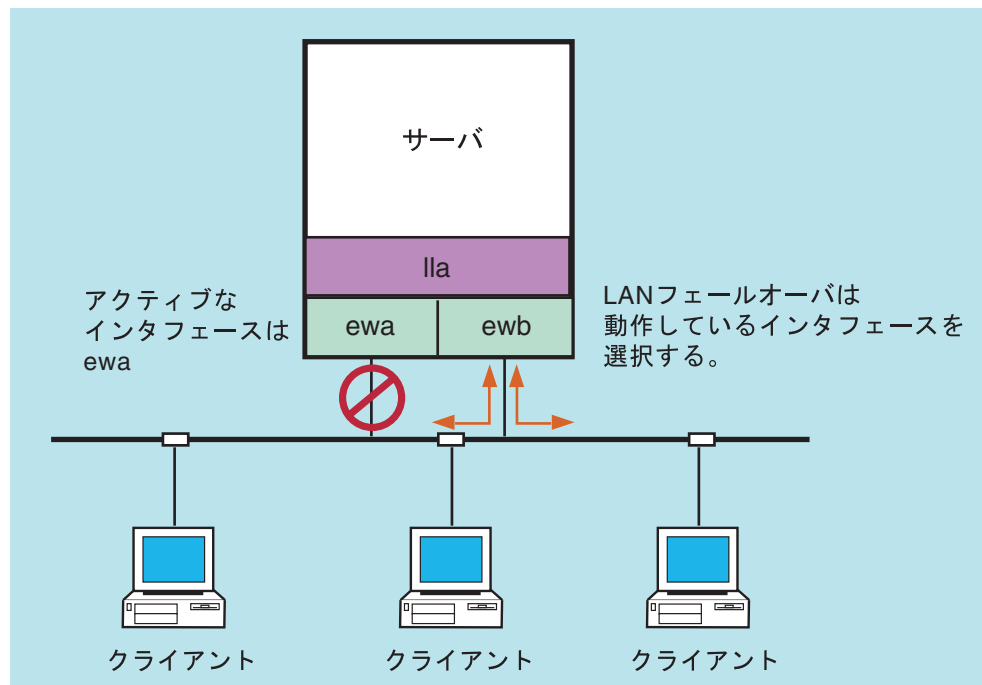 サーバ
lla
ewa
ewb
アクティブな
インタフェースは
ewa
LANフェールオーバは
動作しているインタフェースを
選択する。
クライアント
クライアント
クライアント